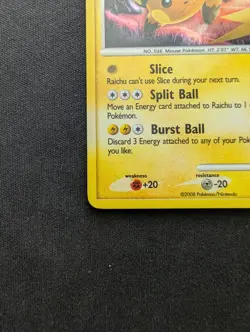 NO. 026 Mouse Pokémon HT: 2'07" WT: 66.
Slice
Raichu can't use Slice during your next turn.
Split Ball
Move an Energy card attached to Raichu to 1
Pokémon.
Burst Ball
Discard 3 Energy attached to any of your Pok
you like.
weakness
resistance
+20
-20
©2008 Pokémon/Nintendo